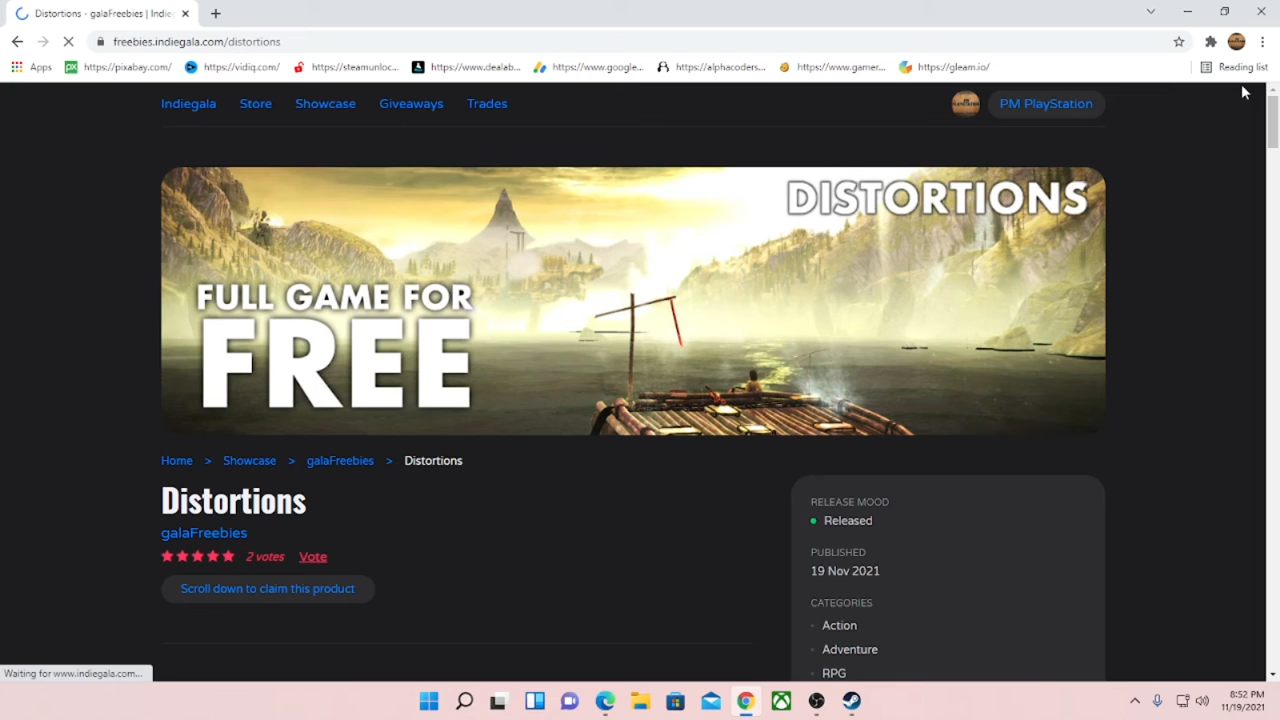 Distortions - galaFreebies | Indie
freebies.indiegala.com/distortions
Apps https://pixabay.com/ https://vidiq.com/ https://steamunloc... https://www.dealab... https://www.google... https://alphacoders... https://www.gamer... https://gleam.io/ Reading list
Indiegala Store Showcase Giveaways Trades PM PlayStation
DISTORTIONS
FULL GAME FOR
FREE
Home > Showcase > galaFreebies > Distortions
Distortions
galaFreebies
2 votes Vote
Scroll down to claim this product
RELEASE MOOD
Released
PUBLISHED
19 Nov 2021
CATEGORIES
Action
Adventure
RPG
Waiting for www.indiegala.com...
8:52 PM
11/19/2021